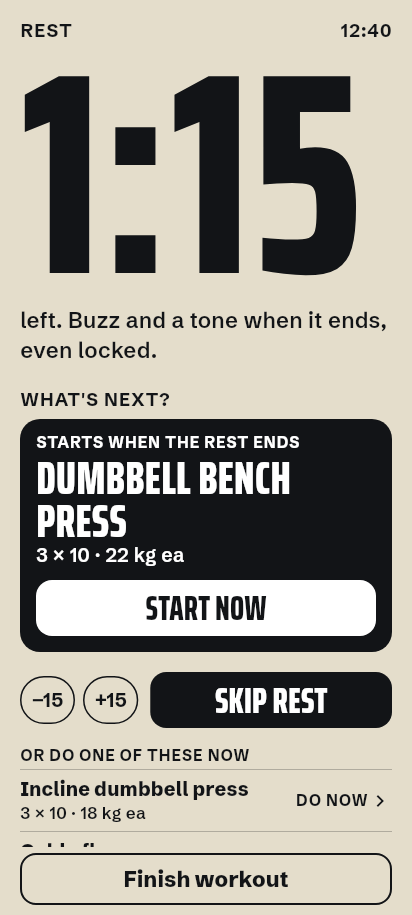 REST
12:40
1:15
left. Buzz and a tone when it ends,
even locked.
WHAT'S NEXT?
STARTS WHEN THE REST ENDS
DUMBBELL BENCH
PRESS
3 × 10 · 22 kg ea
START NOW
−15
+15
SKIP REST
OR DO ONE OF THESE NOW
Incline dumbbell press
3 × 10 · 18 kg ea
DO NOW
Finish workout